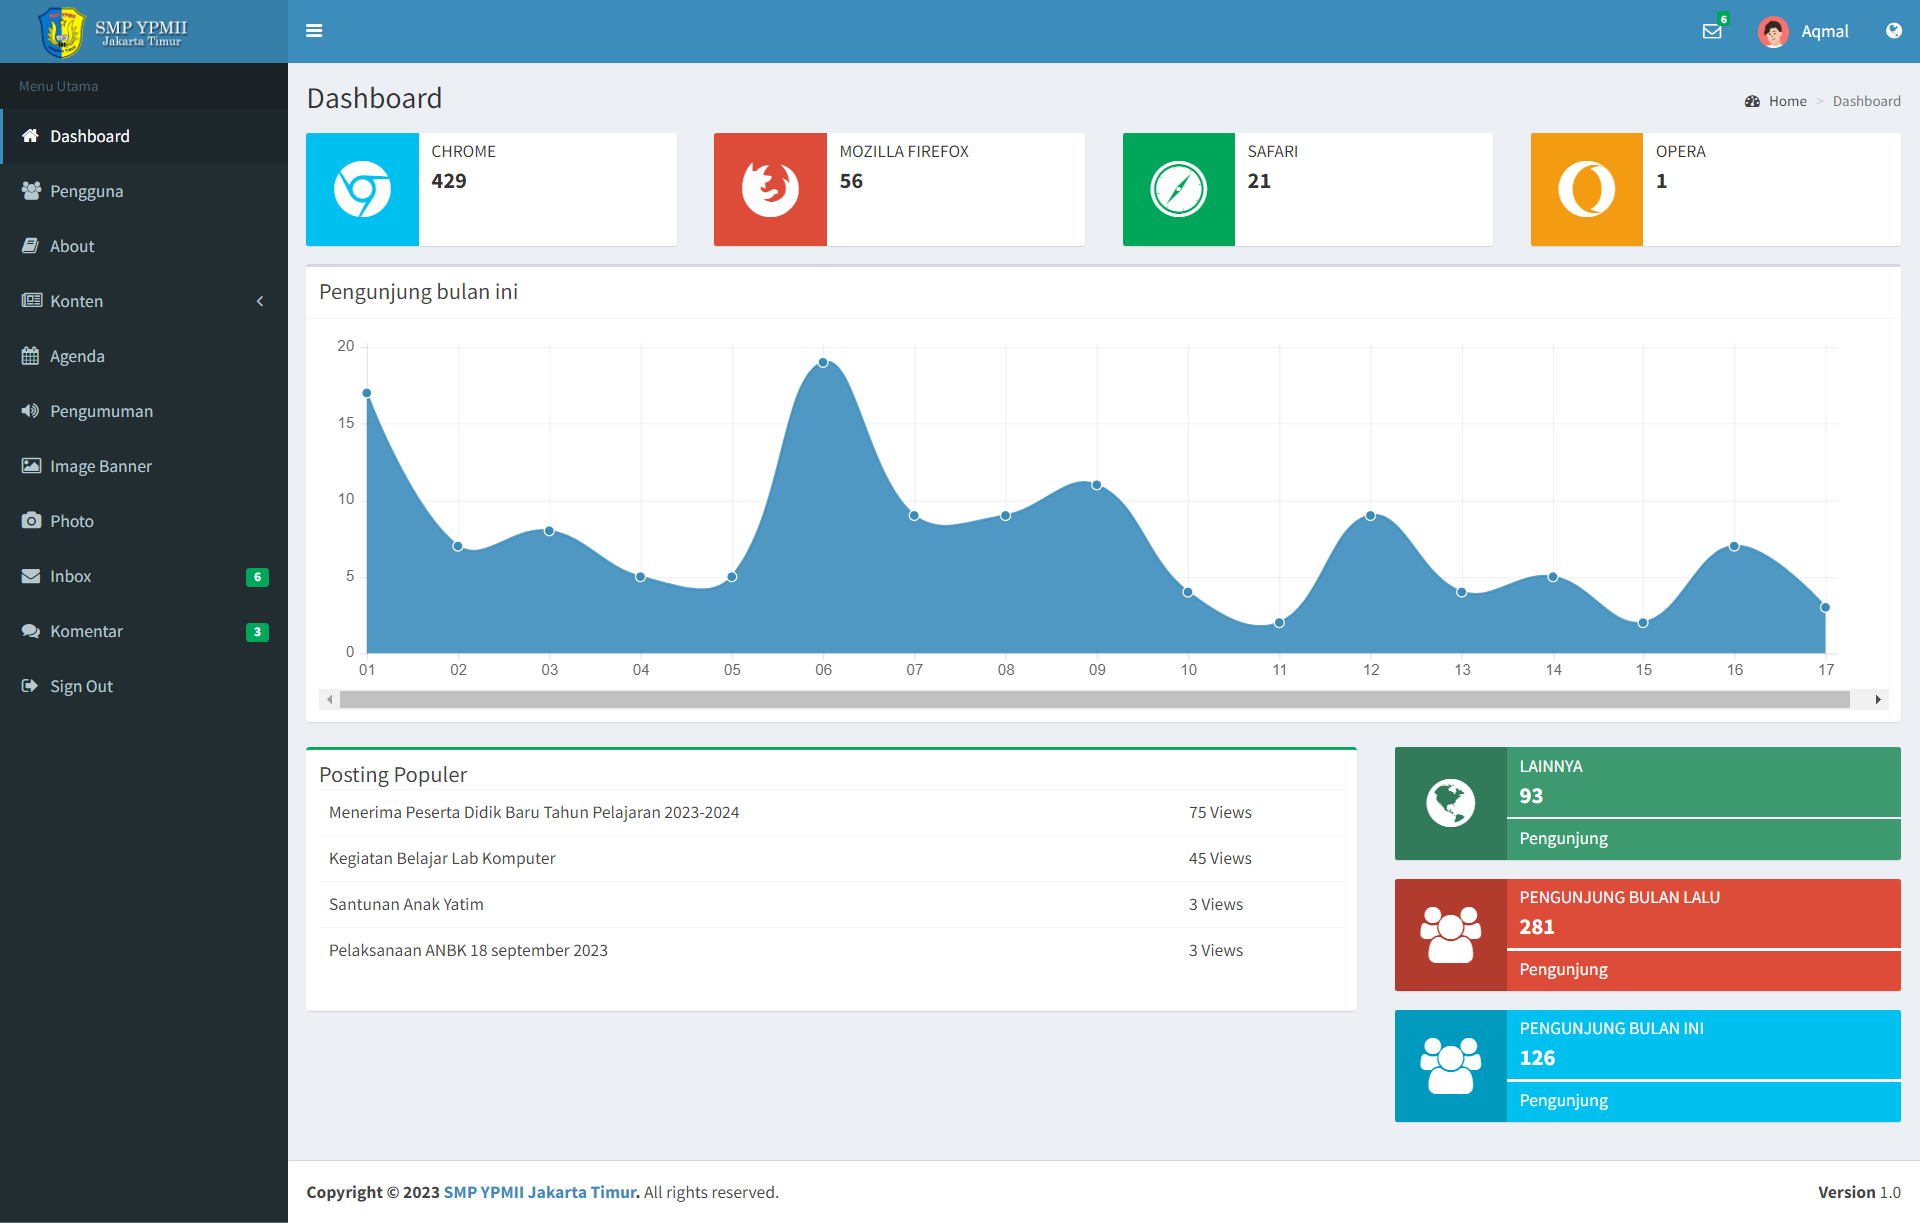 SMP YPMII
Jakarta Timur
6
Aqmal
Menu Utama
Dashboard
Pengguna
About
Konten
Agenda
Pengumuman
Image Banner
Photo
Inbox
6
Komentar
3
Sign Out
Dashboard
Home > Dashboard
CHROME
429
MOZILLA FIREFOX
56
SAFARI
21
OPERA
1
Pengunjung bulan ini
20
15
10
5
0
01 02 03 04 05 06 07 08 09 10 11 12 13 14 15 16 17
Posting Populer
Menerima Peserta Didik Baru Tahun Pelajaran 2023-2024 75 Views
Kegiatan Belajar Lab Komputer 45 Views
Santunan Anak Yatim 3 Views
Pelaksanaan ANBK 18 september 2023 3 Views
LAINNYA
93
Pengunjung
PENGUNJUNG BULAN LALU
281
Pengunjung
PENGUNJUNG BULAN INI
126
Pengunjung
Copyright © 2023 SMP YPMII Jakarta Timur. All rights reserved.
Version 1.0